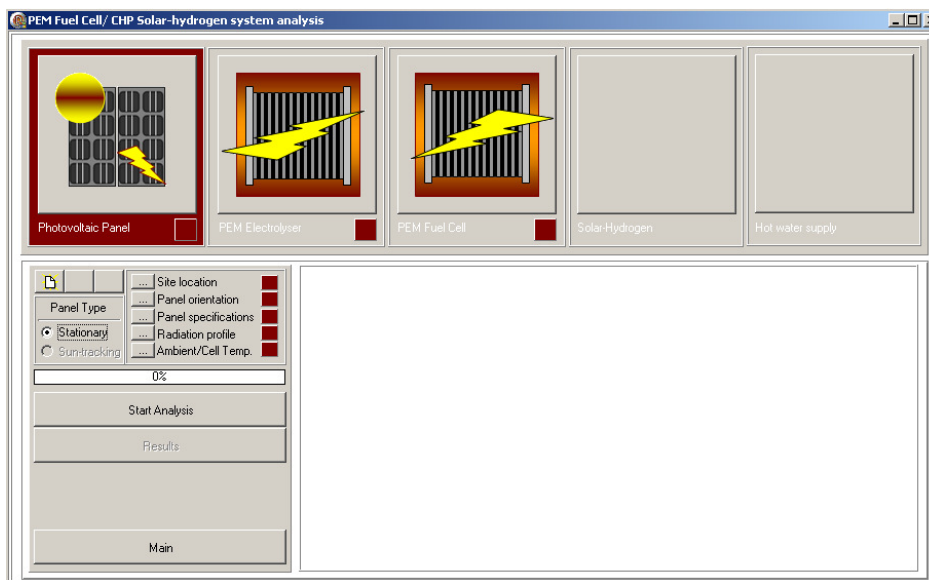 PEM Fuel Cell/ CHP Solar-hydrogen system analysis
Photovoltaic Panel
PEM Electrolyser
PEM Fuel Cell
Solar-Hydrogen
Hot water supply
Panel Type
Stationary
Sun-tracking
... Site location
... Panel orientation
... Panel specifications
... Radiation profile
... Ambient/Cell Temp.
0%
Start Analysis
Results
Main